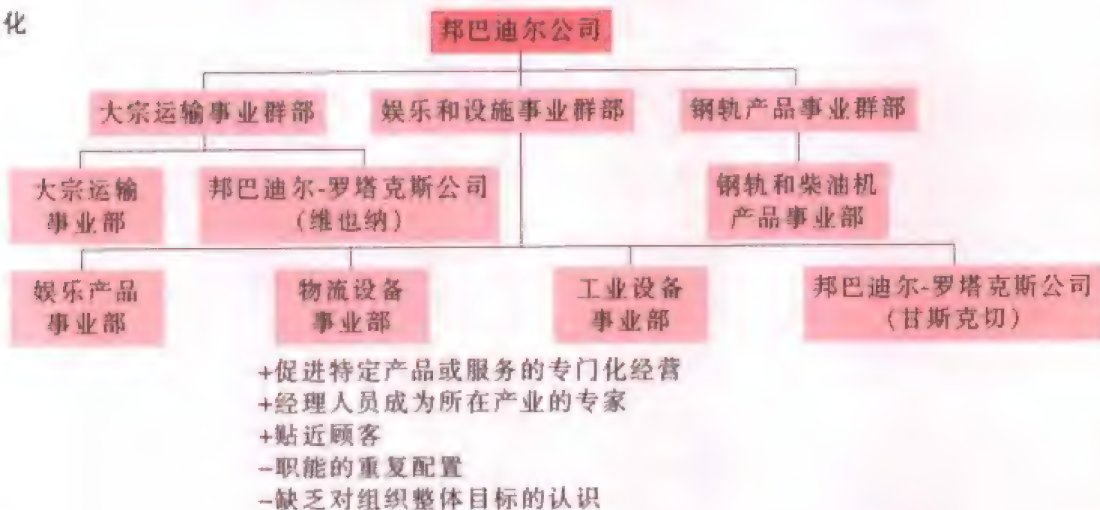 化
邦巴迪尔公司
大宗运输事业群部
娱乐和设施事业群部
钢轨产品事业群部
大宗运输
事业部
邦巴迪尔-罗塔克斯公司
(维也纳)
钢轨和柴油机
产品事业部
娱乐产品
事业部
物流设备
事业部
工业设备
事业部
邦巴迪尔-罗塔克斯公司
(甘斯克切)
+促进特定产品或服务的专门化经营
+经理人员成为所在产业的专家
+贴近顾客
-职能的重复配置
-缺乏对组织整体目标的认识